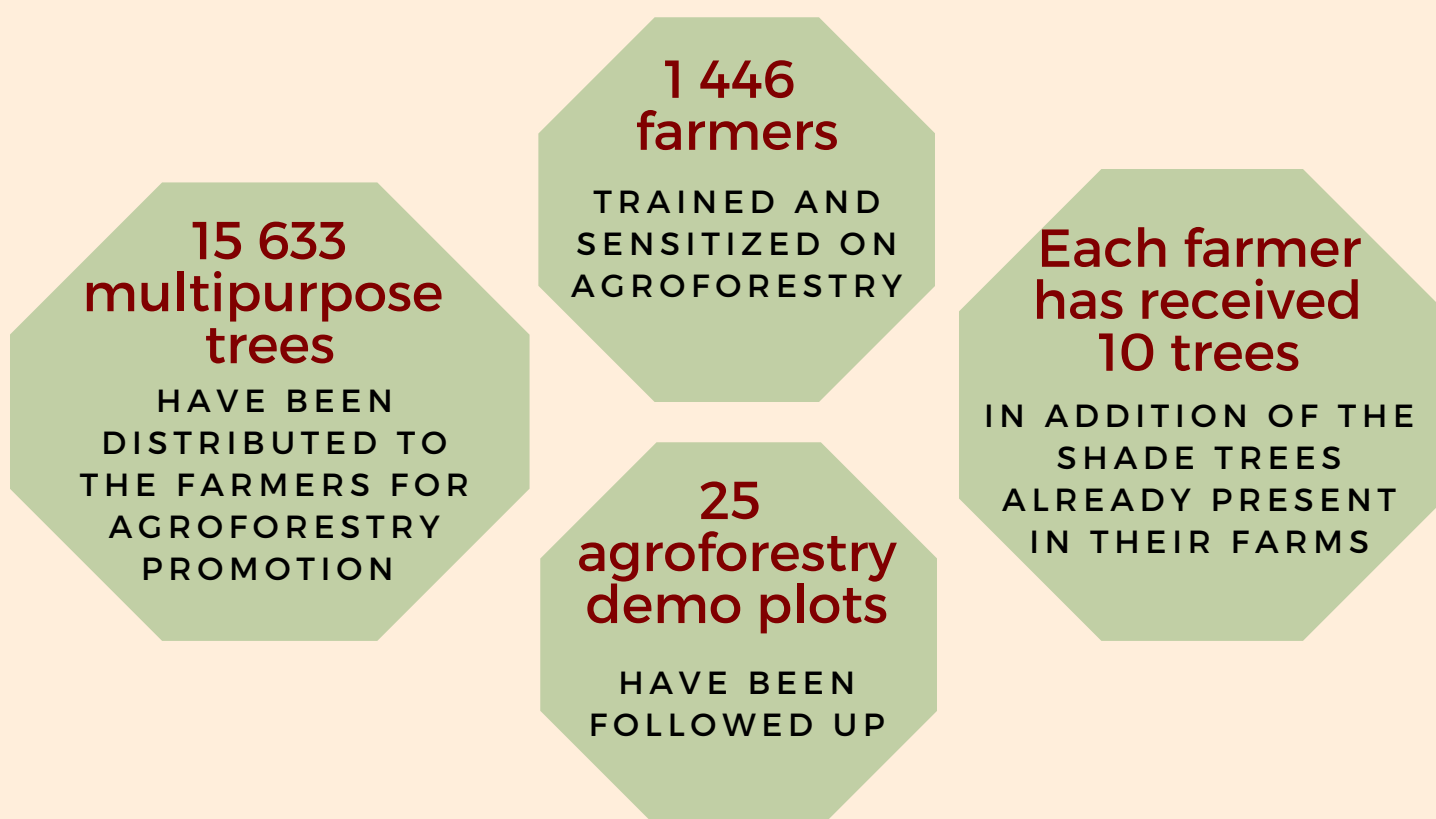 15 633
multipurpose
trees
HAVE BEEN
DISTRIBUTED TO
THE FARMERS FOR
AGROFORESTRY
PROMOTION
1 446
farmers
TRAINED AND
SENSITIZED ON
AGROFORESTRY
25
agroforestry
demo plots
HAVE BEEN
FOLLOWED UP
Each farmer
has received
10 trees
IN ADDITION OF THE
SHADE TREES
ALREADY PRESENT
IN THEIR FARMS